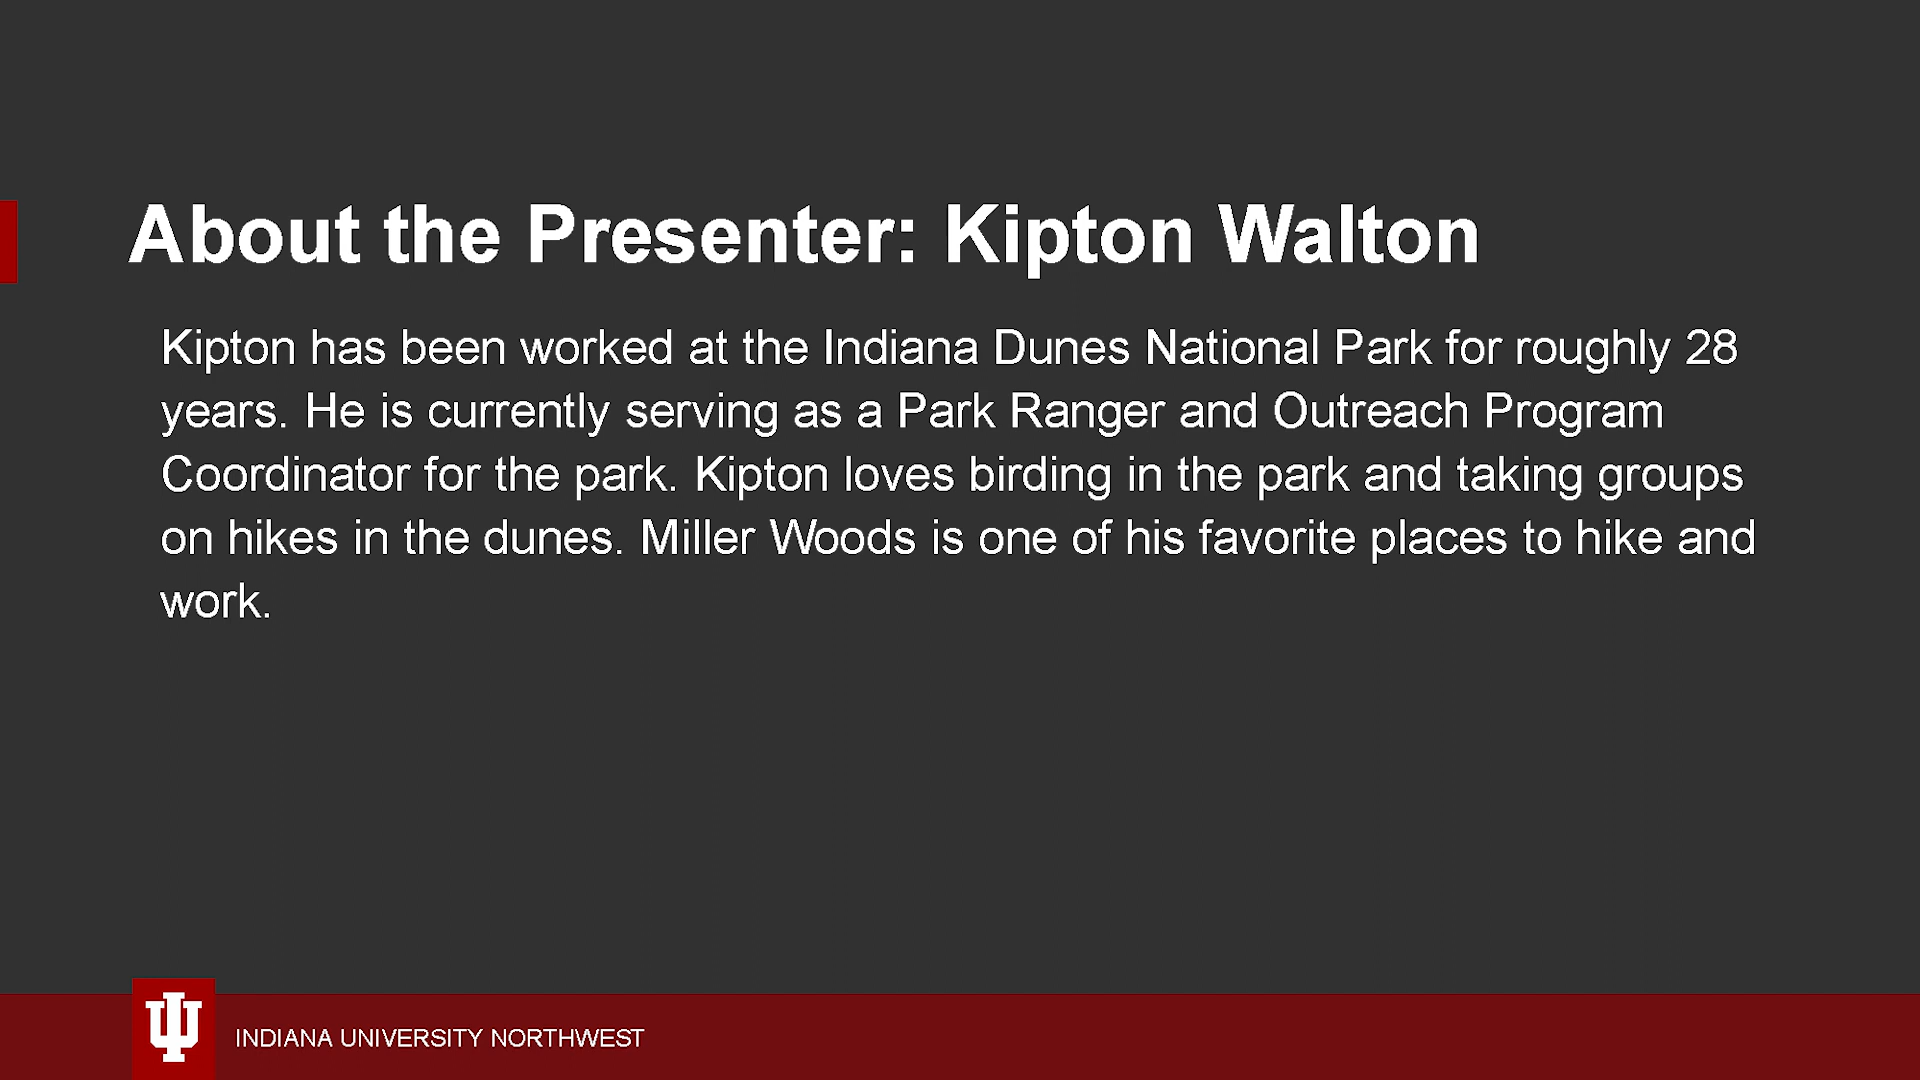 About the Presenter: Kipton Walton
Kipton has been worked at the Indiana Dunes National Park for roughly 28
years. He is currently serving as a Park Ranger and Outreach Program
Coordinator for the park. Kipton loves birding in the park and taking groups
on hikes in the dunes. Miller Woods is one of his favorite places to hike and
work.
INDIANA UNIVERSITY NORTHWEST